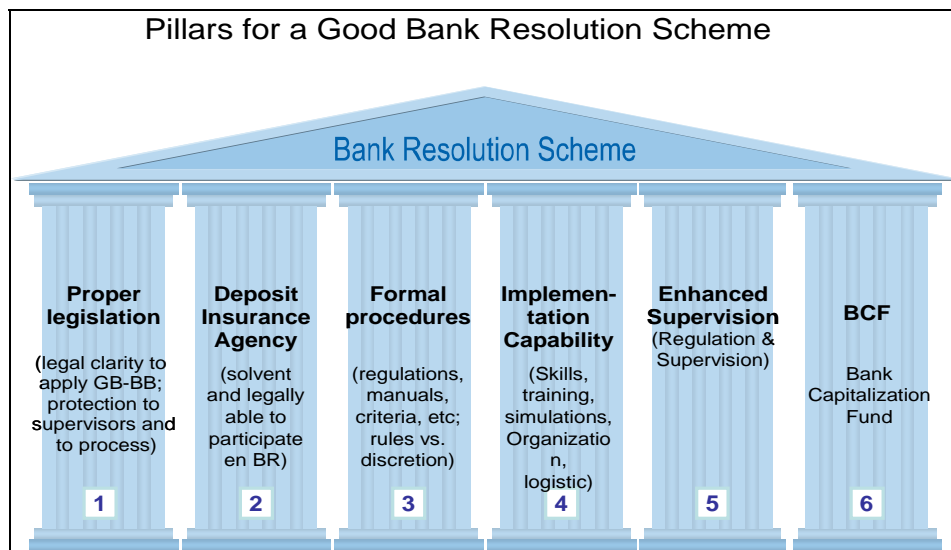 Pillars for a Good Bank Resolution Scheme
Bank Resolution Scheme
Proper
legislation
(legal clarity to
apply GB-BB;
protection to
supervisors and
to process)
1
Deposit
Insurance
Agency
(solvent
and legally
able to
participate
en BR)
2
Formal
procedures
(regulations,
manuals,
criteria, etc;
rules vs.
discretion)
3
Implemen-
tation
Capability
(Skills,
training,
simulations,
Organizatio
n,
logistic)
4
Enhanced
Supervision
(Regulation &
Supervision)
5
BCF
Bank
Capitalization
Fund
6